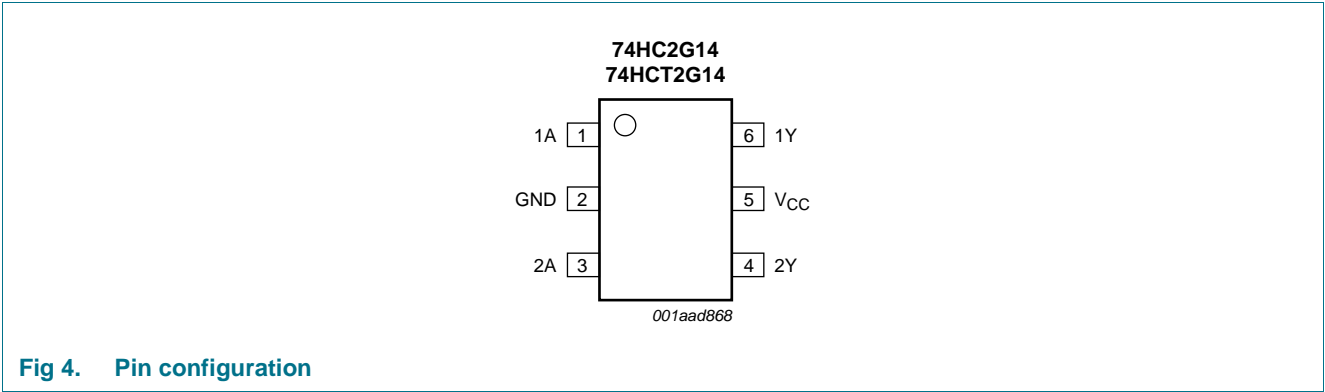 74HC2G14
74HCT2G14
1A 1 6 1Y
GND 2 5 VCC
2A 3 4 2Y
001aad868
Fig 4. Pin configuration